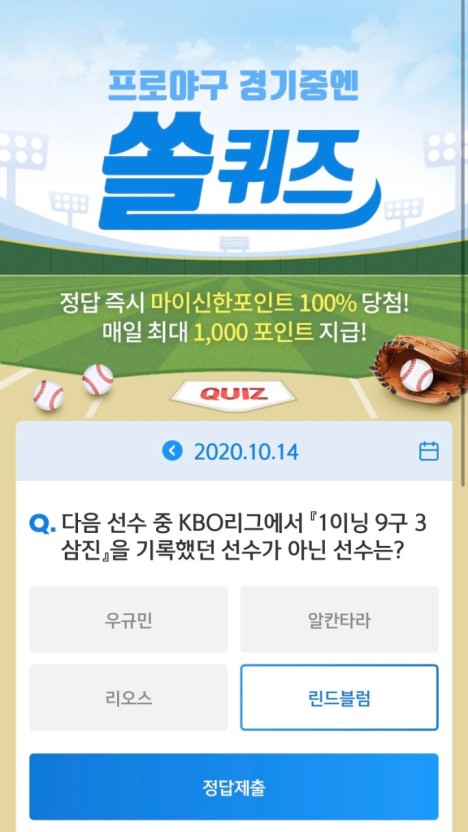 프로야구 경기중엔
쏠퀴즈
정답 즉시 마이신한포인트 100% 당첨!
매일 최대 1,000 포인트 지급!
QUIZ
2020.10.14
Q. 다음 선수 중 KBO리그에서 『1이닝 9구 3
삼진』을 기록했던 선수가 아닌 선수는?
우규민
알칸타라
리오스
린드블럼
정답제출